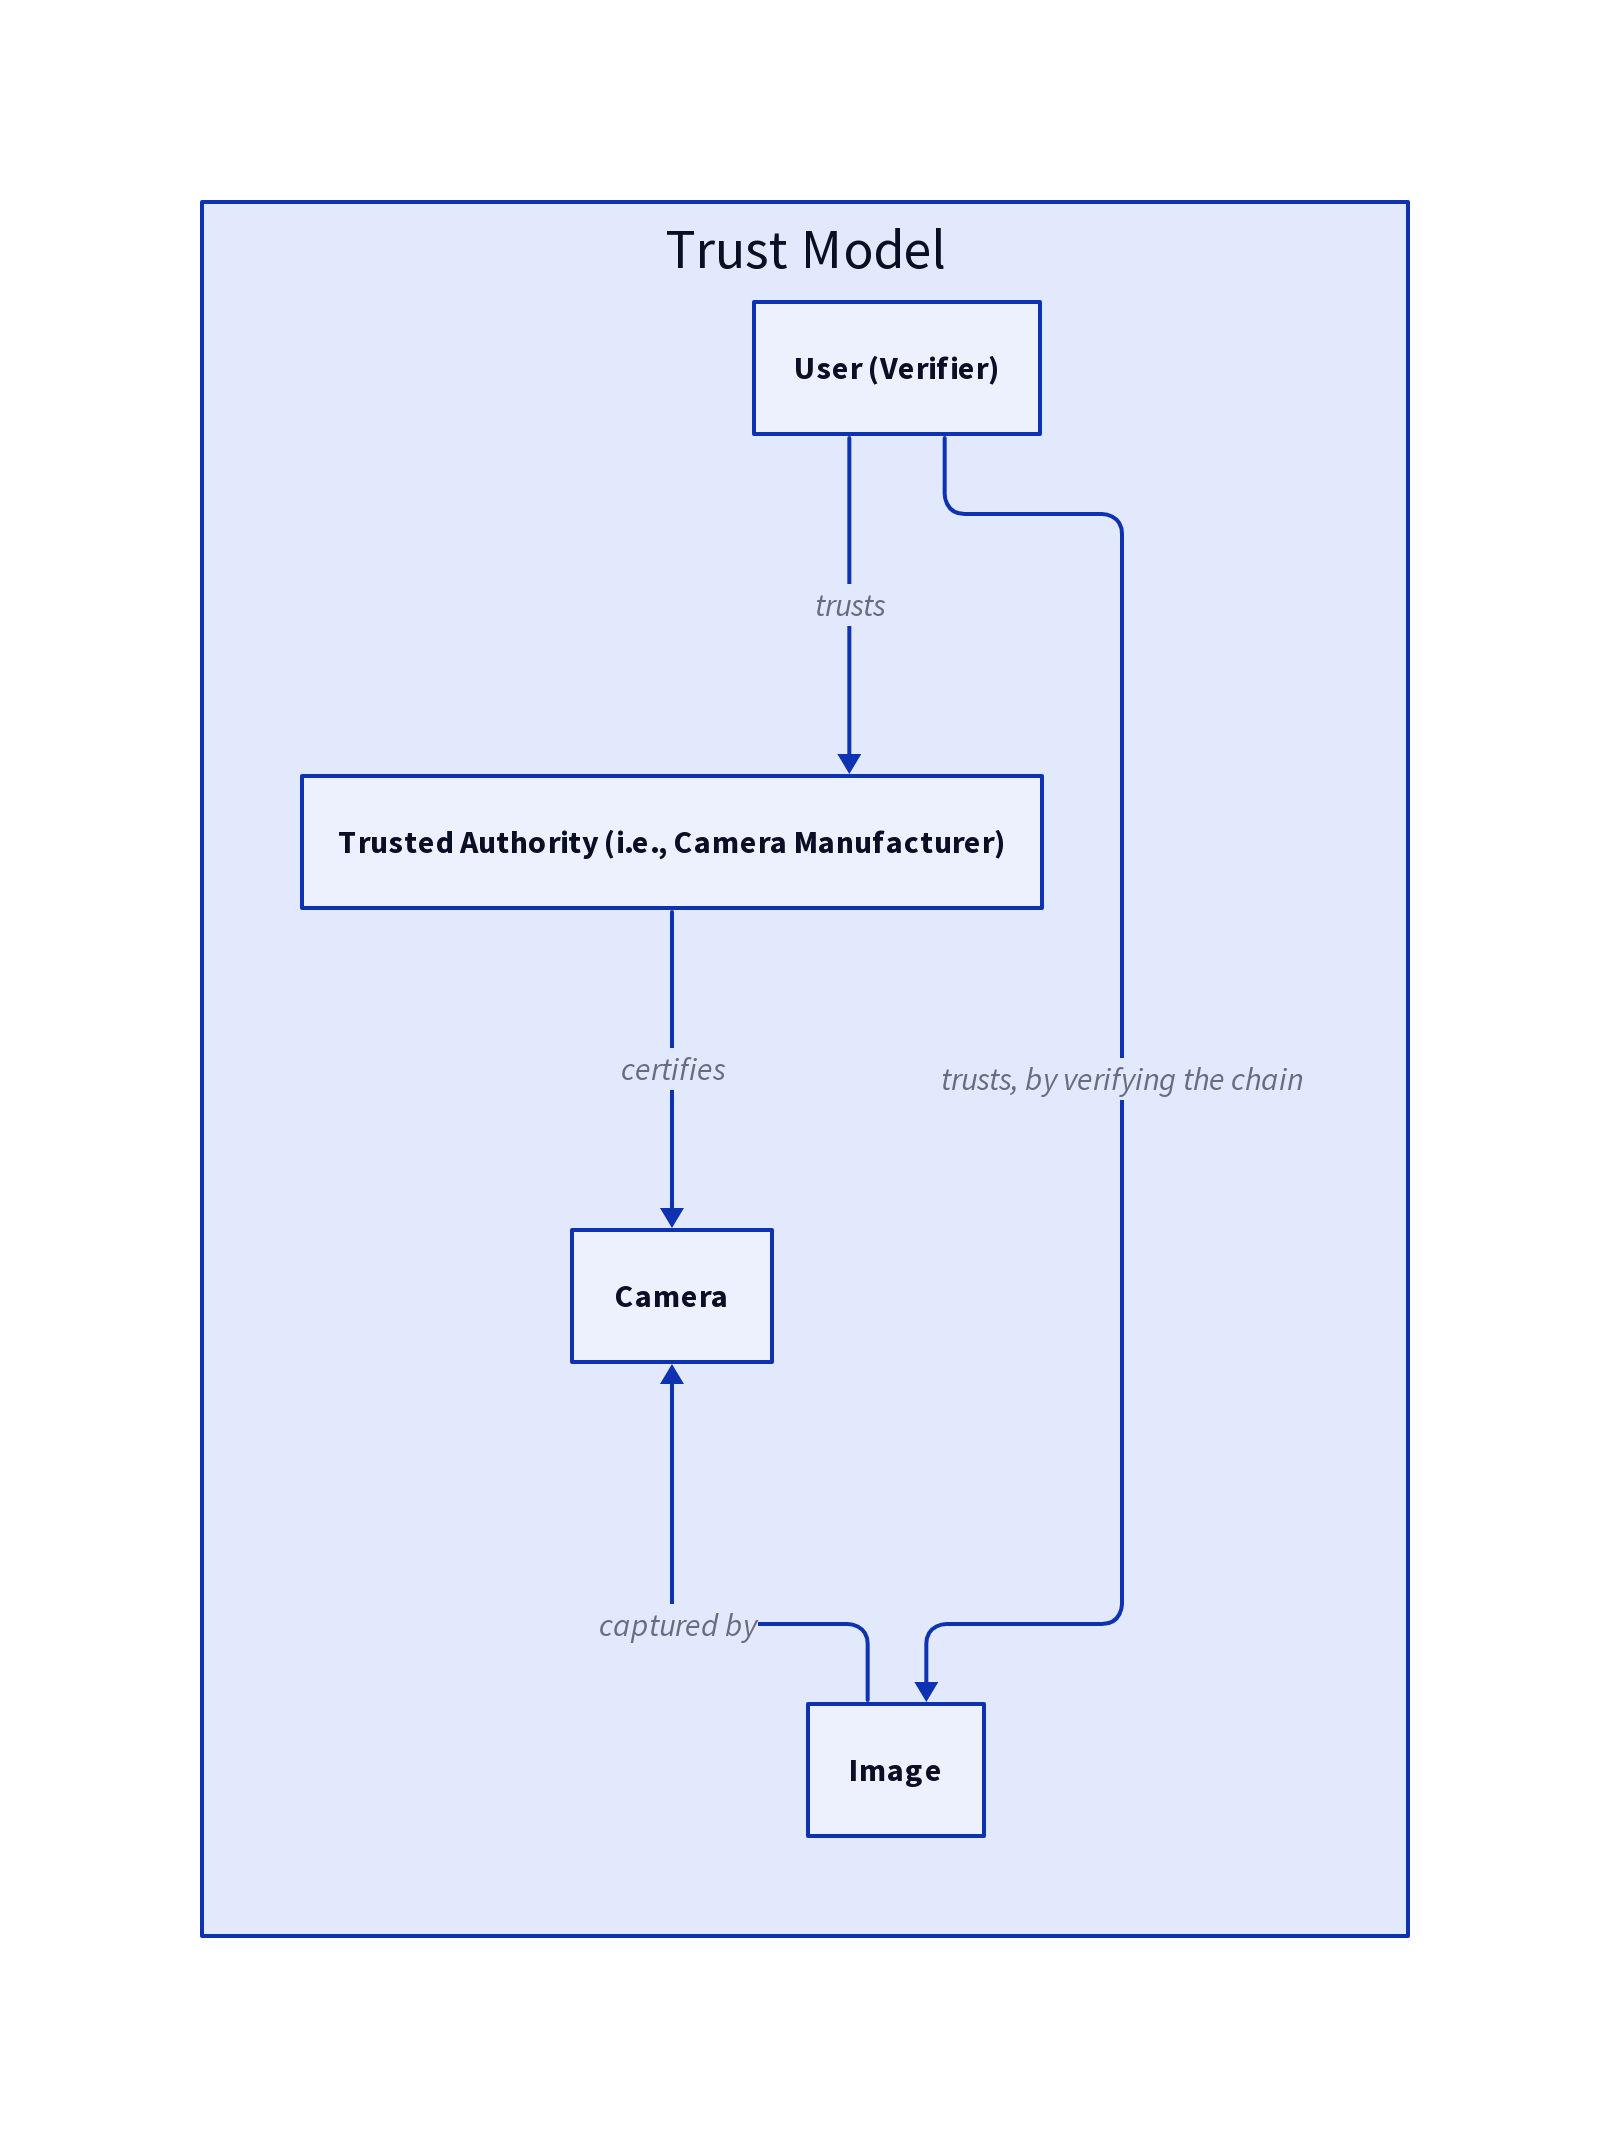 Trust Model
User (Verifier)
trusts
Trusted Authority (i.e., Camera Manufacturer)
certifies
trusts, by verifying the chain
Camera
captured by
Image